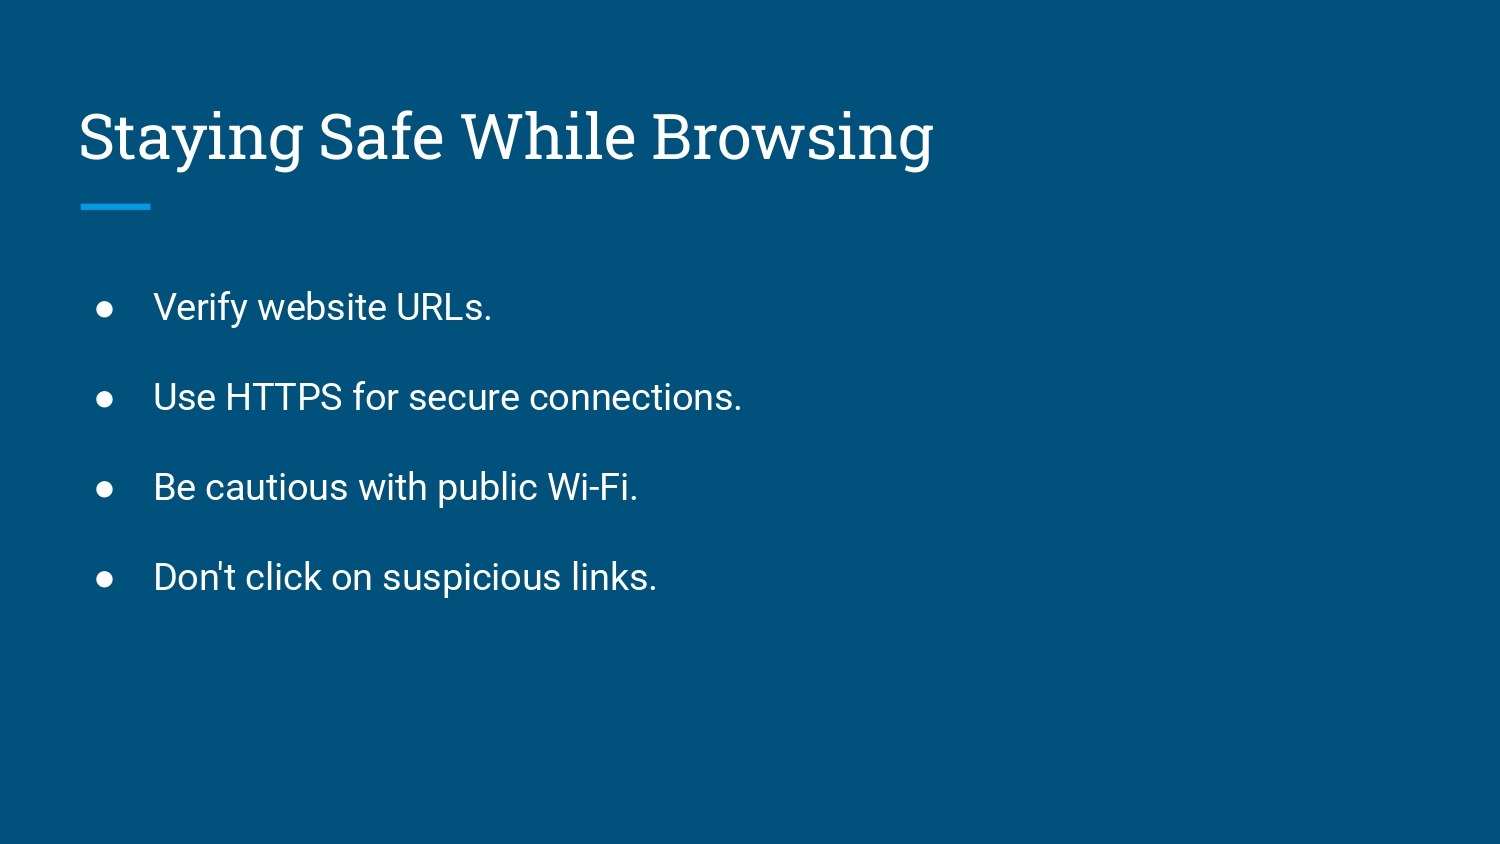 Staying Safe While Browsing
● Verify website URLs.
● Use HTTPS for secure connections.
● Be cautious with public Wi-Fi.
● Don't click on suspicious links.